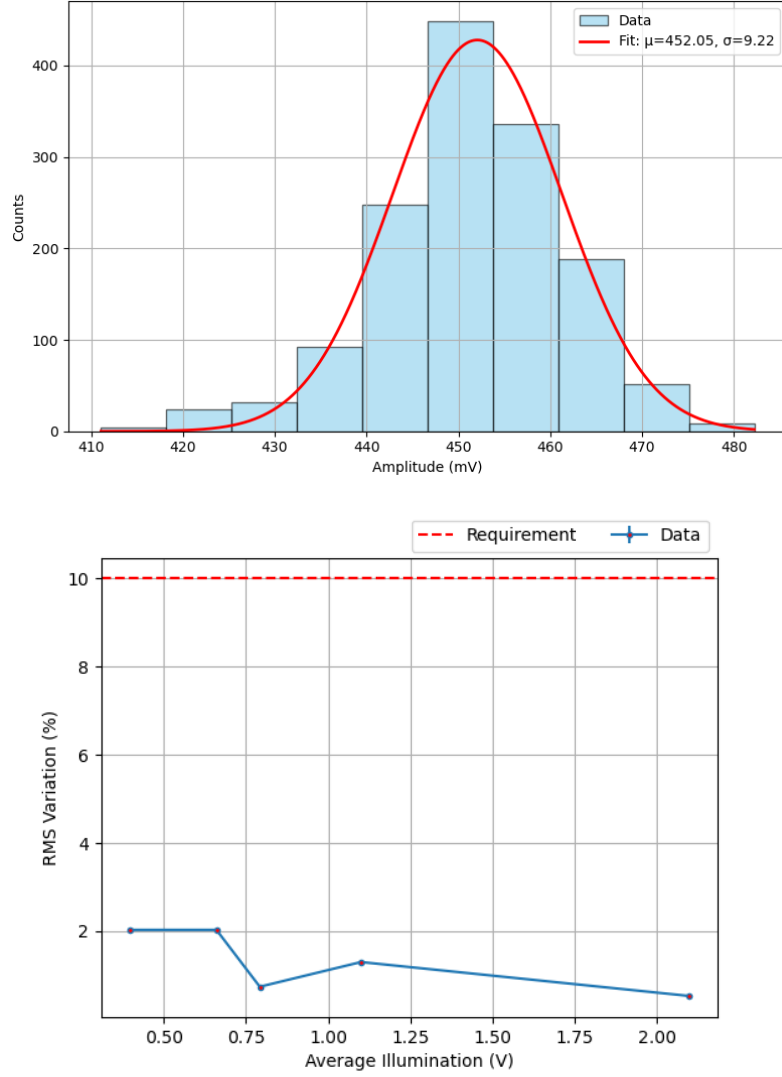 Data
Fit: μ=452.05, σ=9.22
400
300
200
100
0
Counts
410 420 430 440 450 460 470 480
Amplitude (mV)
Requirement Data
10
8
6
4
2
RMS Variation (%)
0.50 0.75 1.00 1.25 1.50 1.75 2.00
Average Illumination (V)